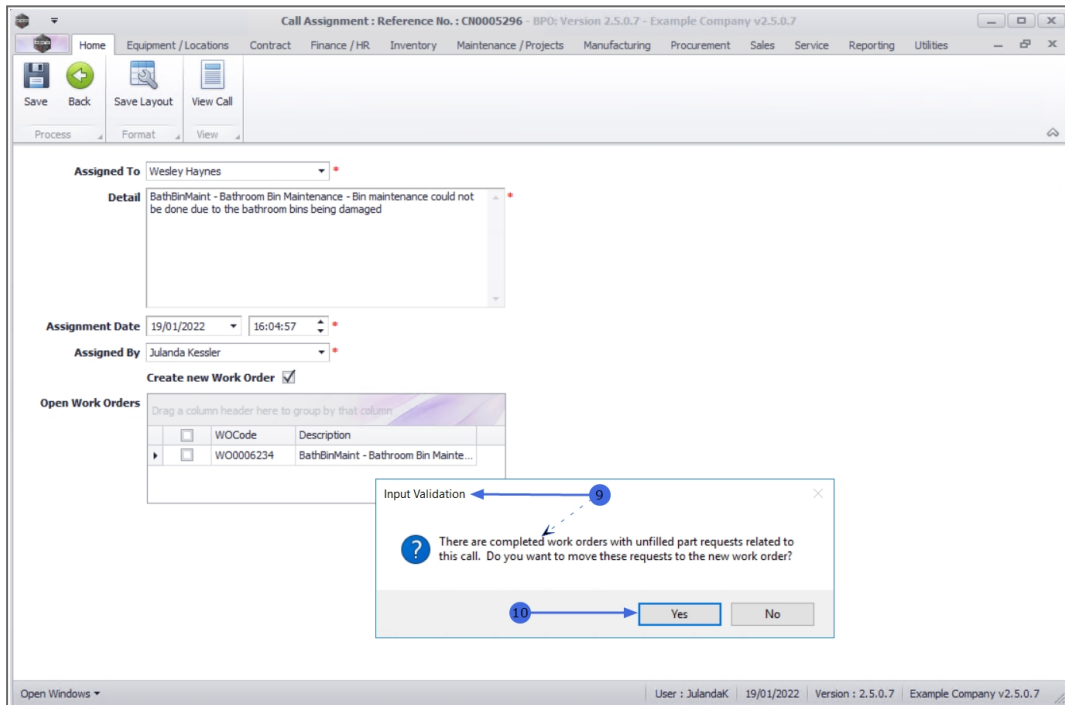 Call Assignment : Reference No. : CN0005296 - BPO: Version 2.5.0.7 - Example Company v2.5.0.7
Home Equipment / Locations Contract Finance / HR Inventory Maintenance / Projects Manufacturing Procurement Sales Service Reporting Utilities
Save Back Save Layout View Call
Process Format View
Assigned To Wesley Haynes *
Detail BathBinMaint - Bathroom Bin Maintenance - Bin maintenance could not *
be done due to the bathroom bins being damaged
Assignment Date 19/01/2022 16:04:57 *
Assigned By Julanda Kessler *
Create new Work Order
Open Work Orders
Drag a column header here to group by that column
WOCode Description
WO0006234 BathBinMaint - Bathroom Bin Mainte...
Input Validation 9
There are completed work orders with unfilled part requests related to
this call. Do you want to move these requests to the new work order?
10 Yes No
Open Windows User : JulandaK 19/01/2022 Version : 2.5.0.7 Example Company v2.5.0.7